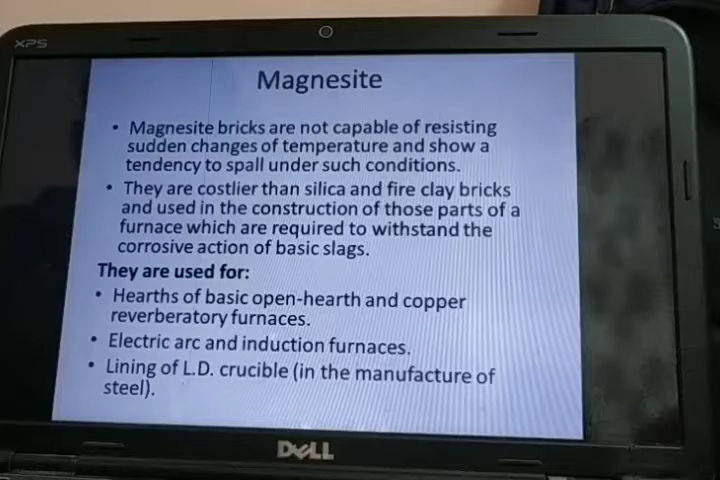 XPS
Magnesite
• Magnesite bricks are not capable of resisting
sudden changes of temperature and show a
tendency to spall under such conditions.
• They are costlier than silica and fire clay bricks
and used in the construction of those parts of a
furnace which are required to withstand the
corrosive action of basic slags.
They are used for:
• Hearths of basic open-hearth and copper
reverberatory furnaces.
• Electric arc and induction furnaces.
• Lining of L.D. crucible (in the manufacture of
steel).
DELL